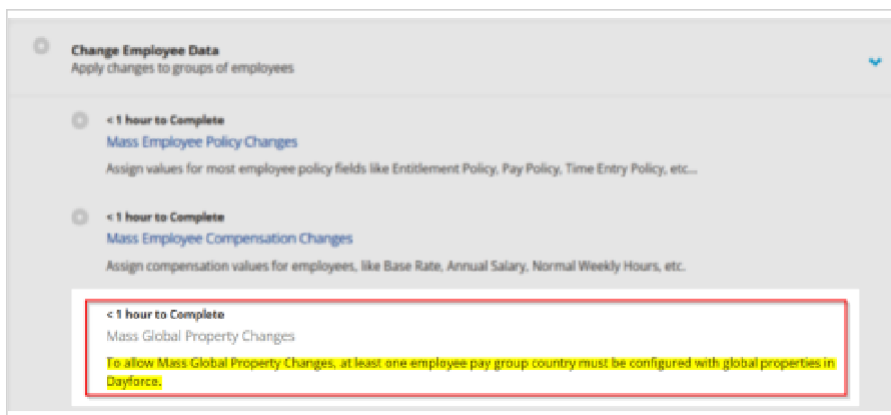 Change Employee Data
Apply changes to groups of employees
< 1 hour to Complete
Mass Employee Policy Changes
Assign values for most employee policy fields like Entitlement Policy, Pay Policy, Time Entry Policy, etc...
< 1 hour to Complete
Mass Employee Compensation Changes
Assign compensation values for employees, like Base Rate, Annual Salary, Normal Weekly Hours, etc.
< 1 hour to Complete
Mass Global Property Changes
To allow Mass Global Property Changes, at least one employee pay group country must be configured with global properties in
Dayforce.